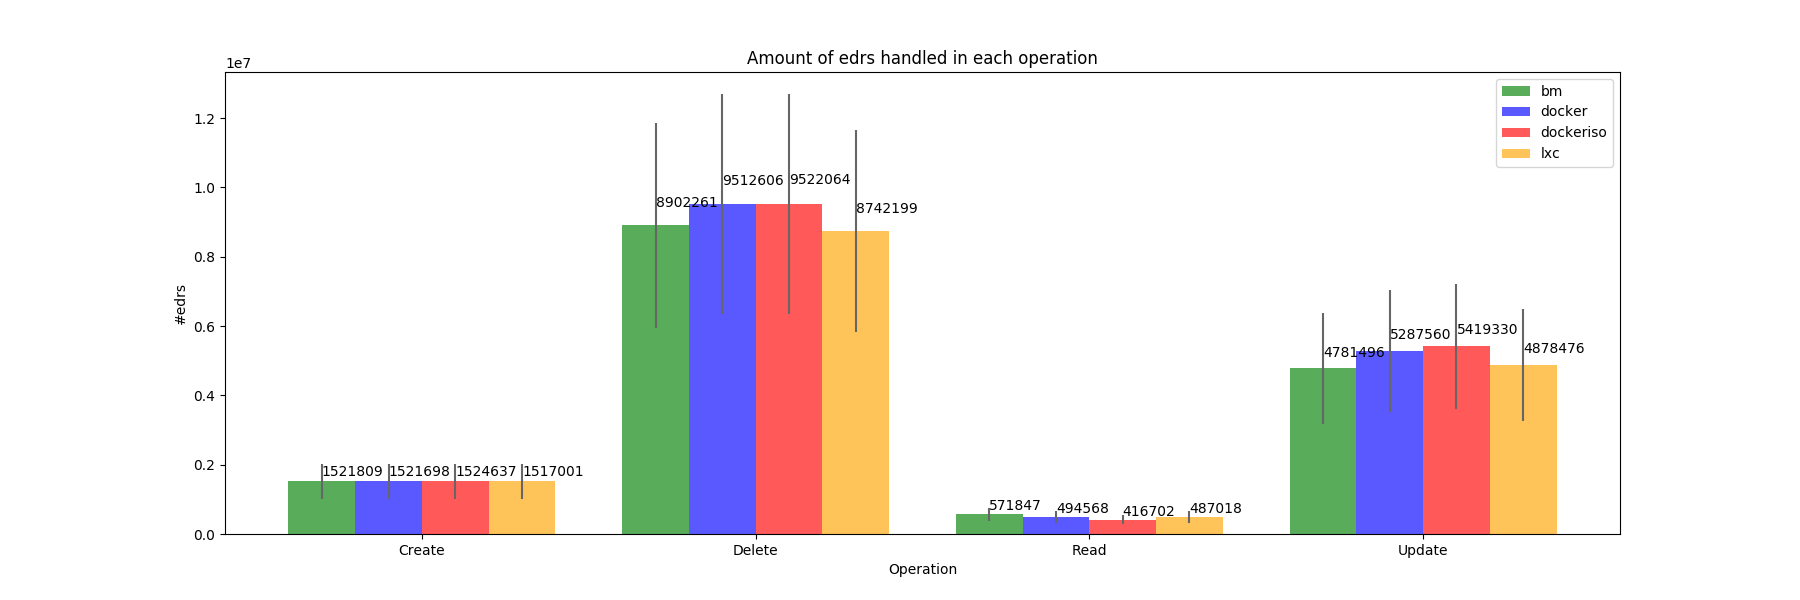 Amount of edrs handled in each operation
1e7
bm
docker
dockeriso
lxc
1.2
1.0
0.8
0.6
0.4
0.2
0.0
#edrs
1521809
1521698
1524637
1517001
8902261
9512606
9522064
8742199
571847
494568
416702
487018
4781496
5287560
5419330
4878476
Create
Delete
Read
Update
Operation